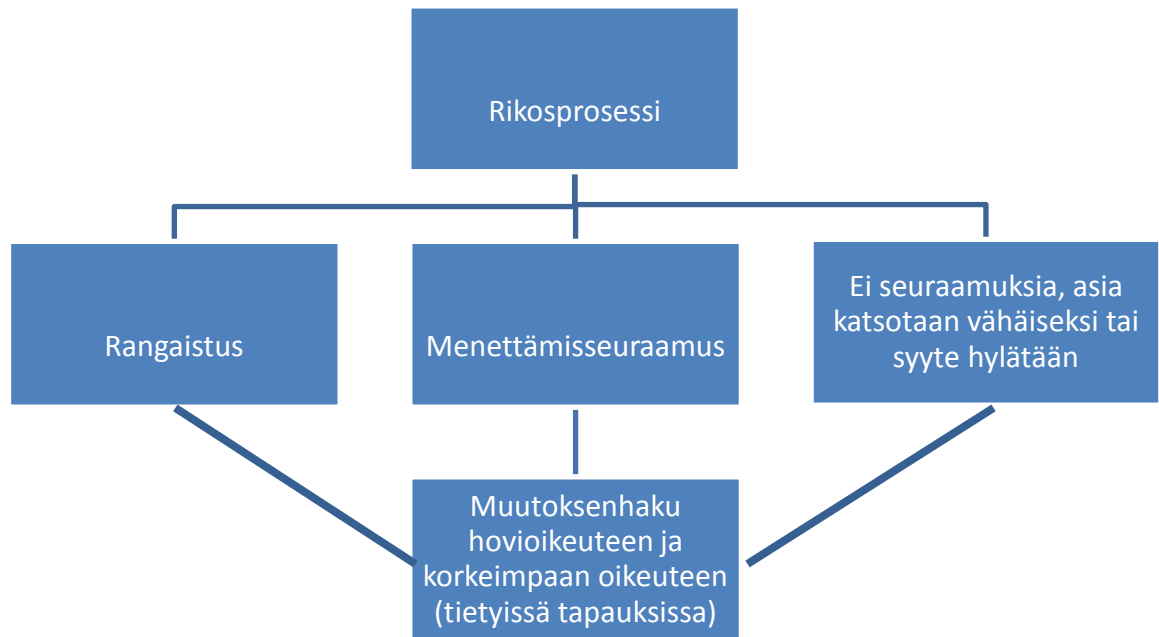 Rikosprosessi
Rangaistus
Menettämisseuraamus
Ei seuraamuksia, asia
katsotaan vähäiseksi tai
syyte hylätään
Muutoksenhaku
hovioikeuteen ja
korkeimpaan oikeuteen
(tietyissä tapauksissa)